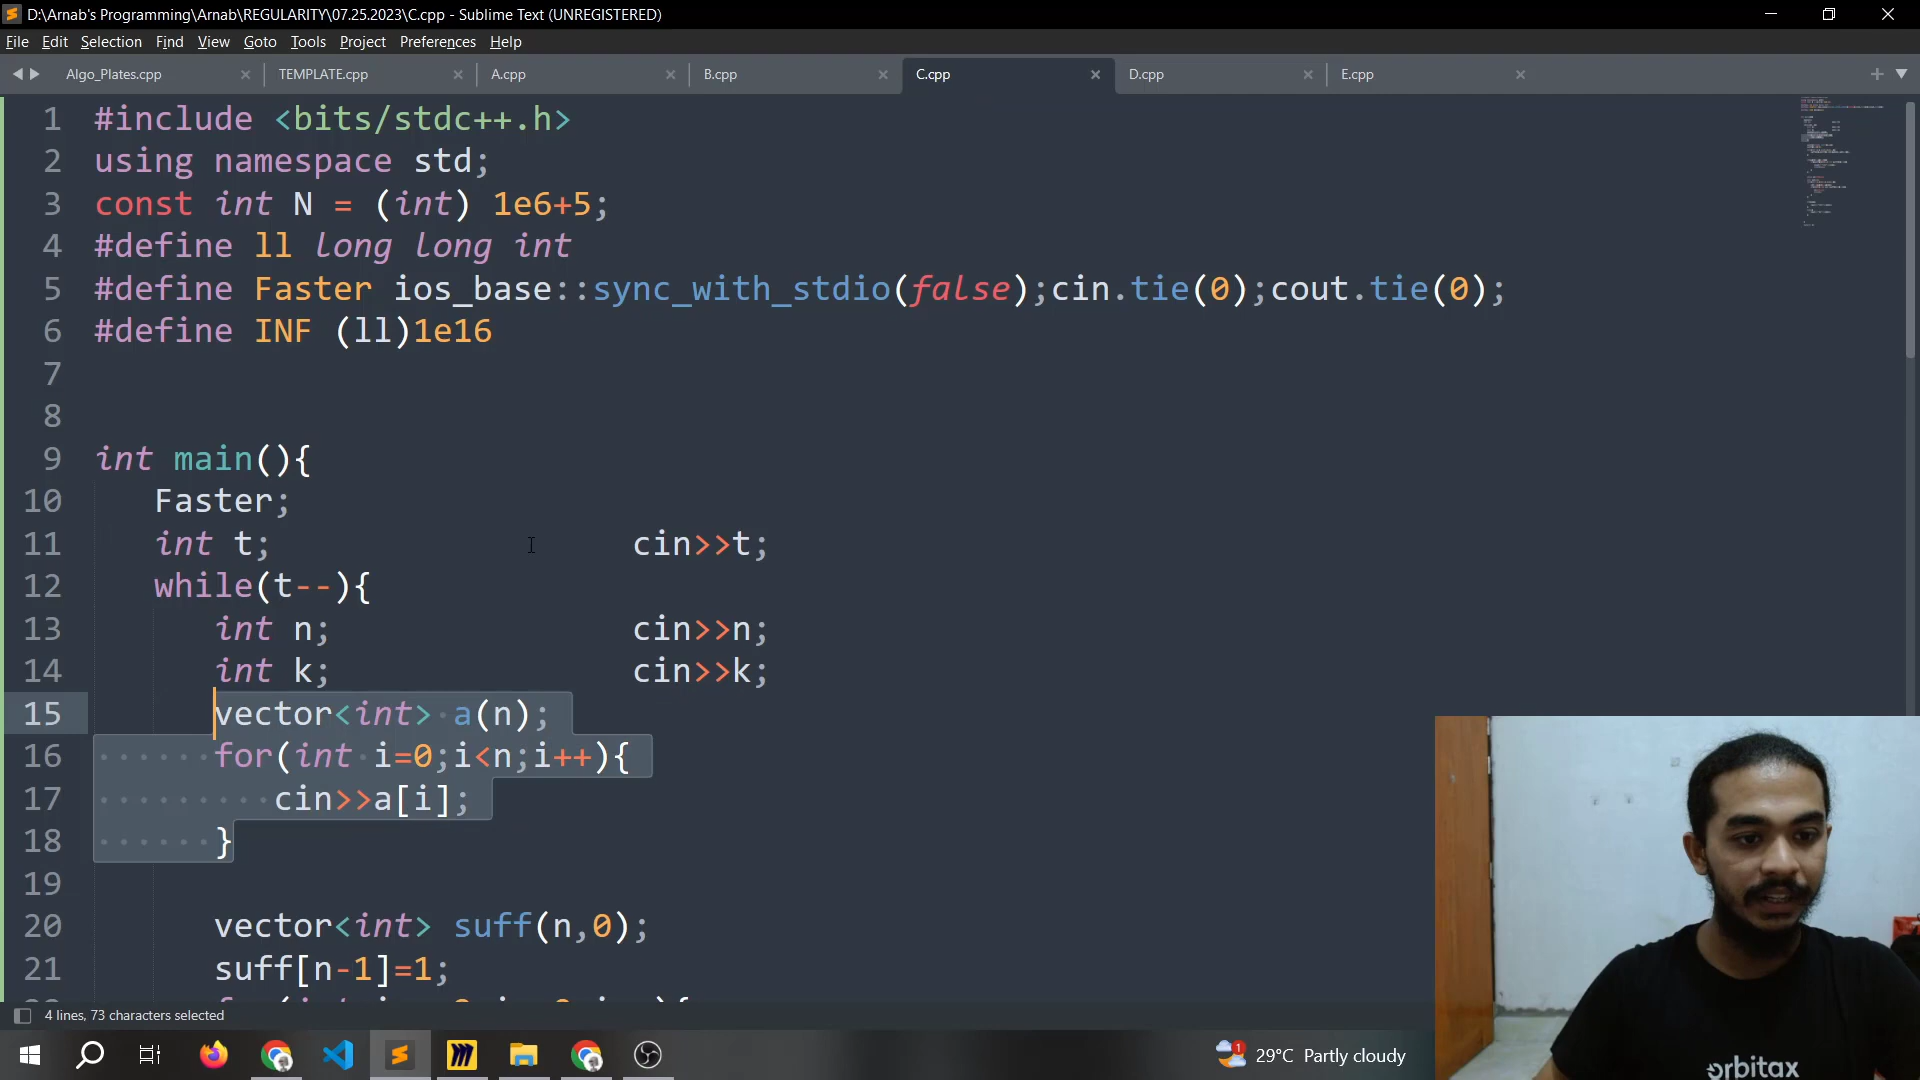 D:\Arnab's Programming\Arnab\REGULARITY\07.25.2023\C.cpp - Sublime Text (UNREGISTERED)
File Edit Selection Find View Goto Tools Project Preferences Help
Algo_Plates.cpp TEMPLATE.cpp A.cpp B.cpp C.cpp D.cpp E.cpp
1 #include <bits/stdc++.h>
2 using namespace std;
3 const int N = (int) 1e6+5;
4 #define ll long long int
5 #define Faster ios_base::sync_with_stdio(false);cin.tie(0);cout.tie(0);
6 #define INF (ll)1e16
7
8
9 int main(){
10 Faster;
11 int t; cin>>t;
12 while(t--){
13 int n; cin>>n;
14 int k; cin>>k;
15 vector<int> a(n);
16 for(int i=0;i<n;i++){
17 cin>>a[i];
18 }
19
20 vector<int> suff(n,0);
21 suff[n-1]=1;
4 lines, 73 characters selected
1 29°C Partly cloudy
orbitax